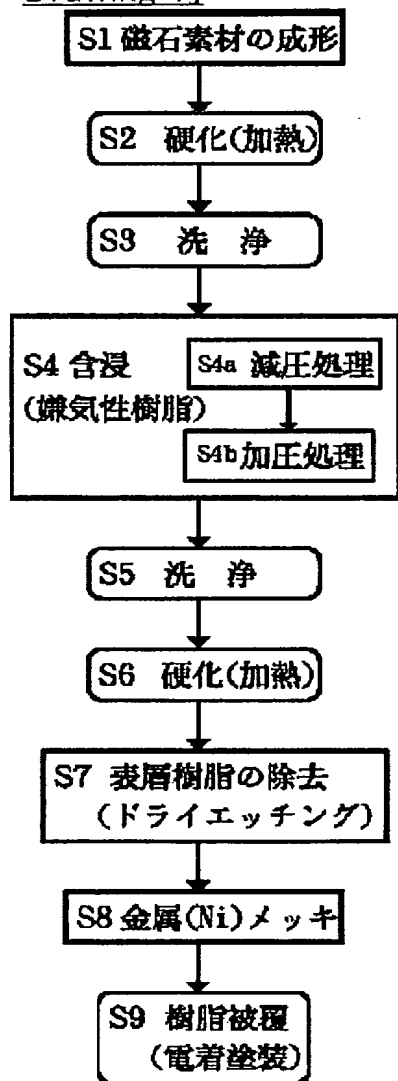 S1 磁石素材の成形
S2 硬化(加熱)
S3 洗 浄
S4 含浸
(嫌気性樹脂)
S4a 減圧処理
S4b 加圧処理
S5 洗 浄
S6 硬化(加熱)
S7 表層樹脂の除去
(ドライエッチング)
S8 金属(Ni)メッキ
S9 樹脂被覆
(電着塗装)